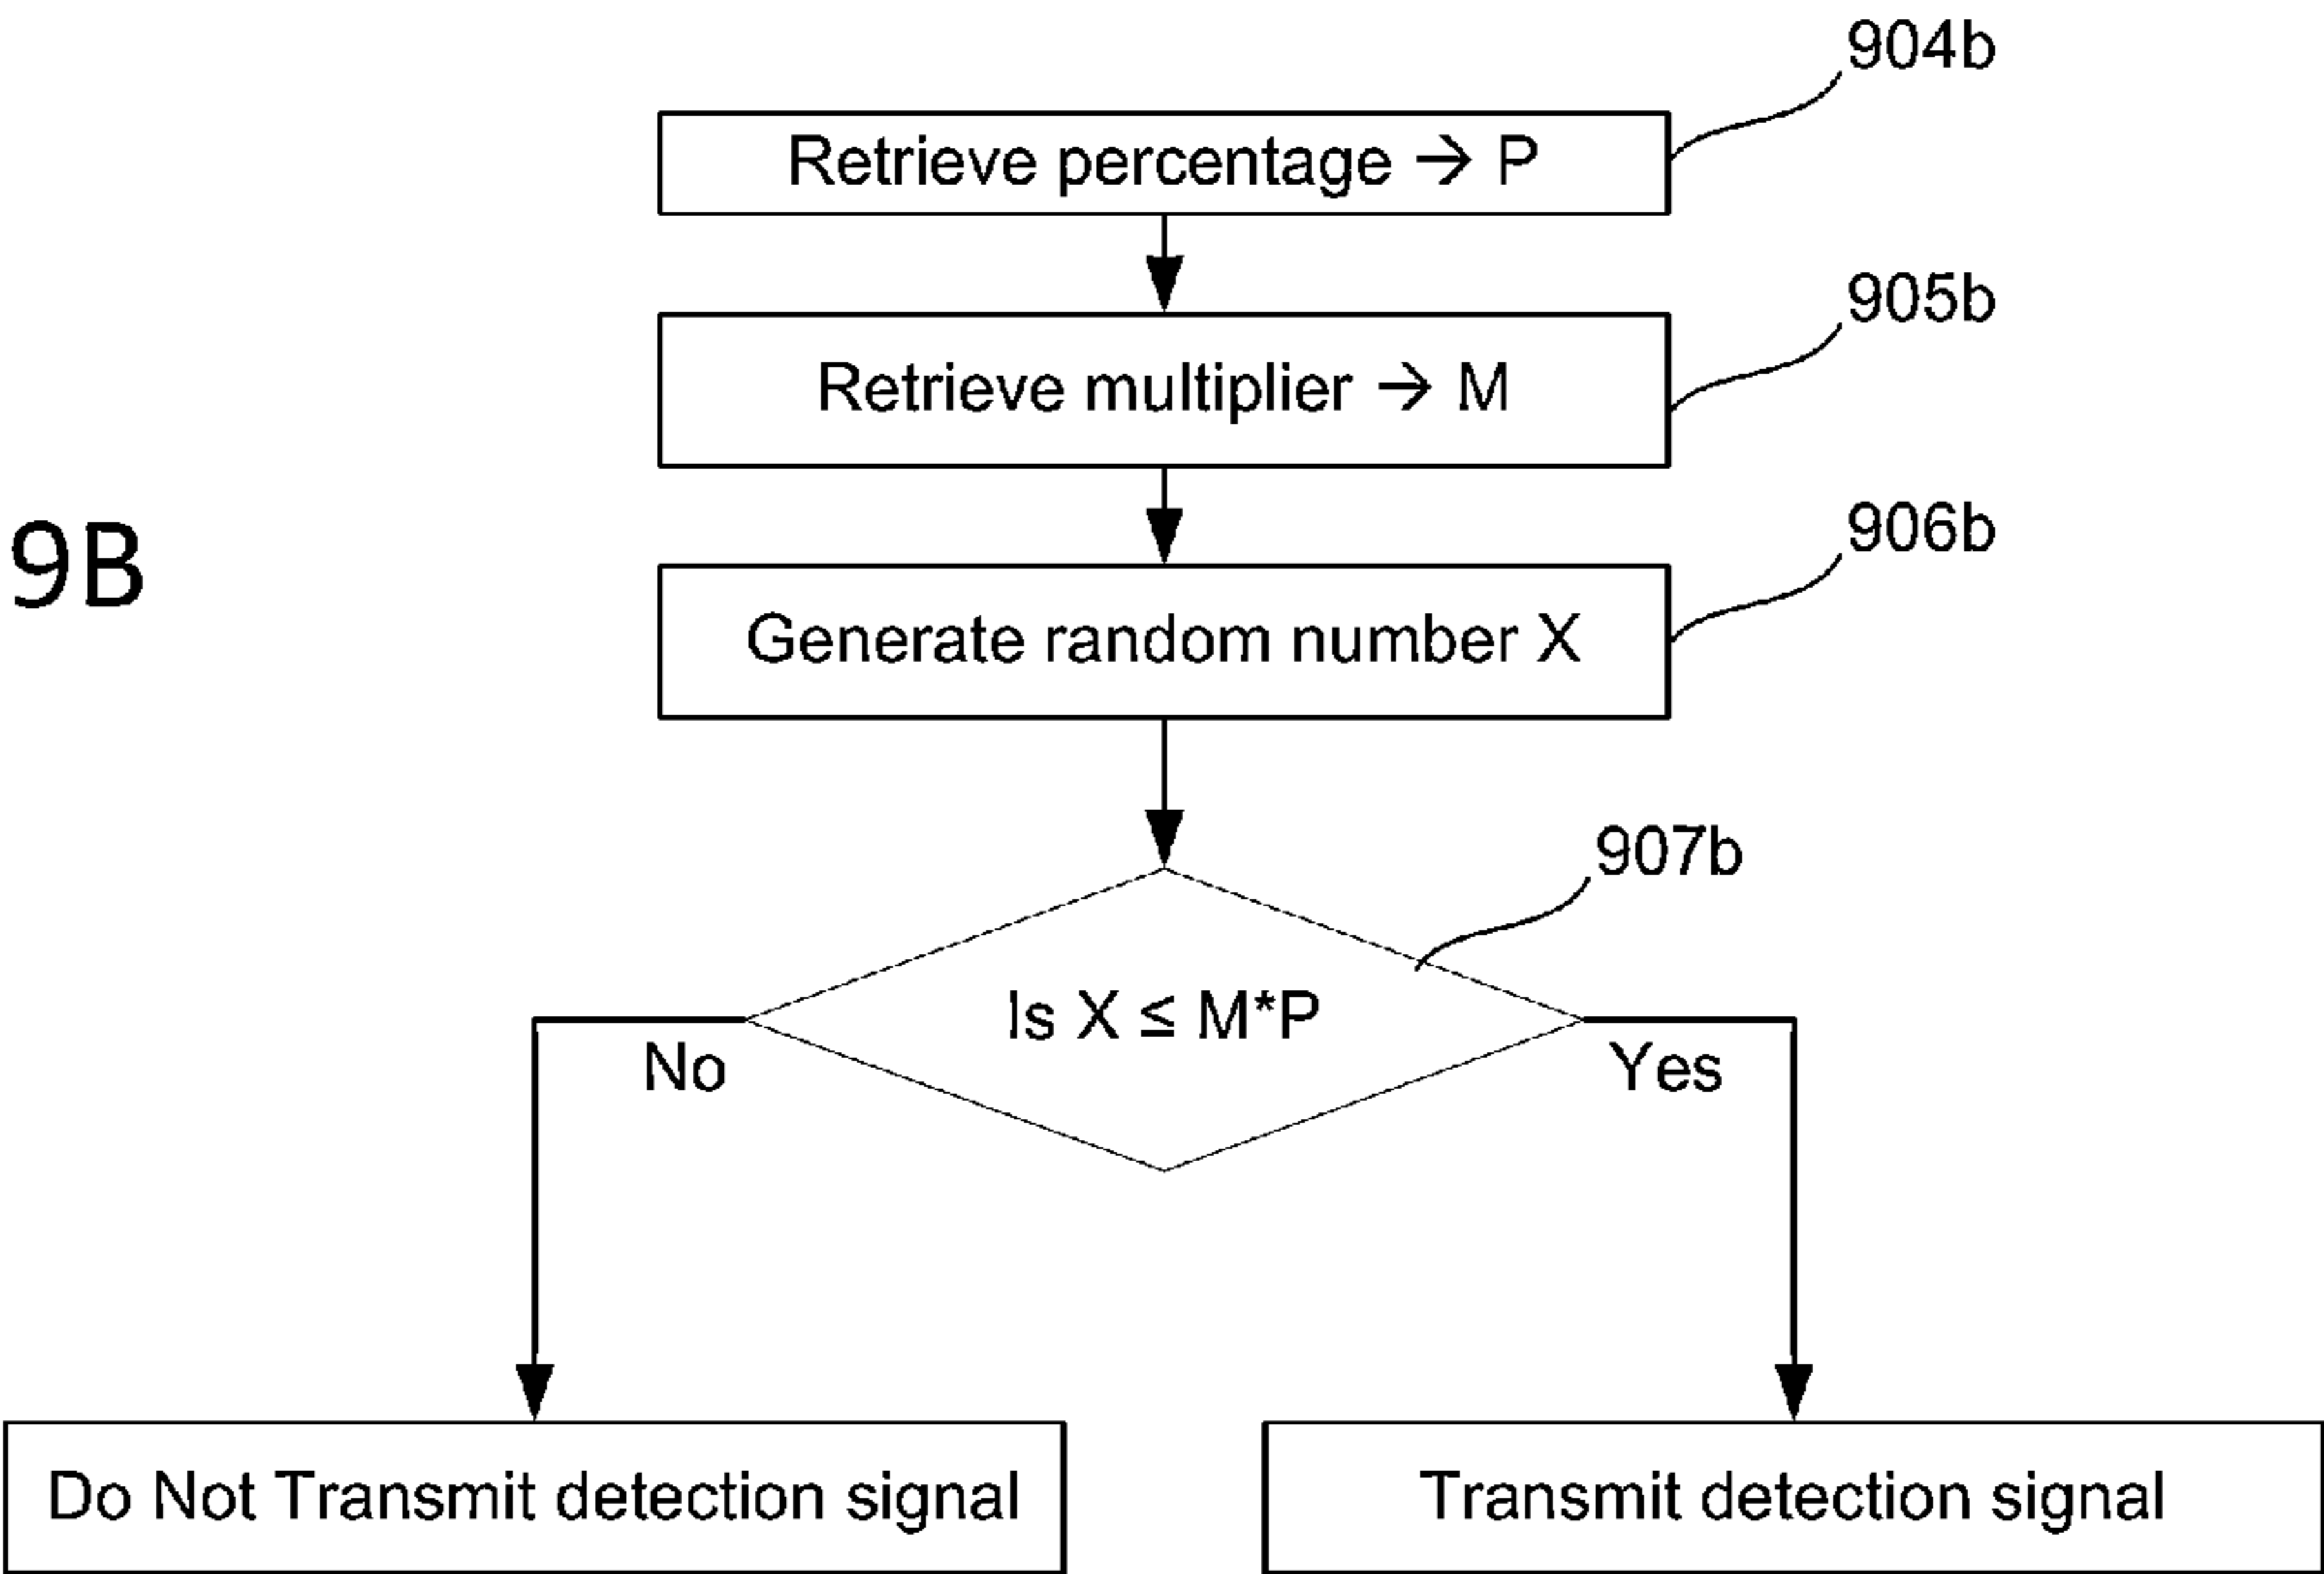 904b
Retrieve percentage → P
905b
Retrieve multiplier → M
906b
9B
Generate random number X
907b
Is X ≤ M*P
No
Yes
Do Not Transmit detection signal
Transmit detection signal